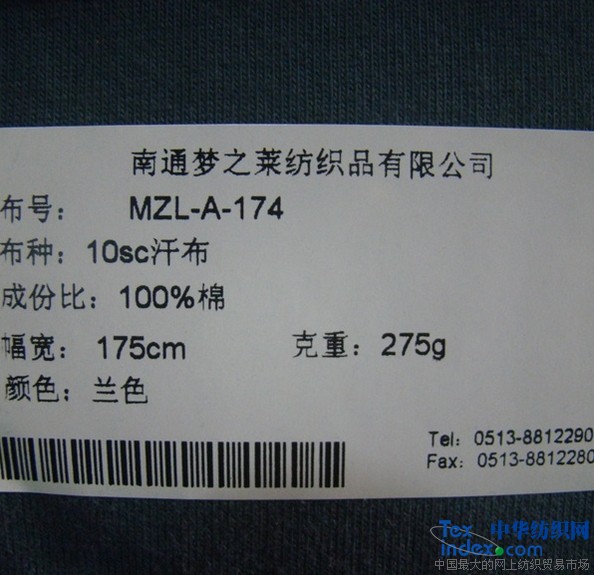 南通梦之莱纺织品有限公司
布号： MZL-A-174
布种：10sc汗布
成份比：100%棉
幅宽： 175cm 克重：275g
颜色：兰色
Tel：0513-8812290
Fax：0513-8812280
Tex 中华纺织网
index.com
中国最大的网上纺织贸易市场